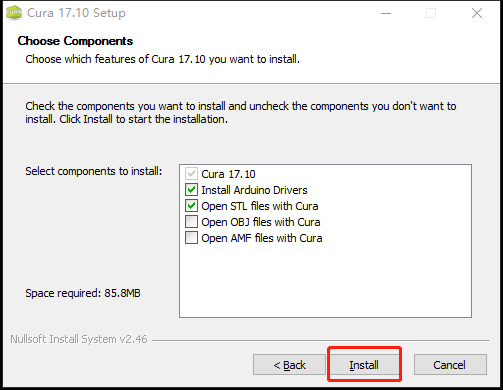 Cura 17.10 Setup
Choose Components
Choose which features of Cura 17.10 you want to install.
Check the components you want to install and uncheck the components you don't want to
install. Click Install to start the installation.
Select components to install:
Cura 17.10
Install Arduino Drivers
Open STL files with Cura
Open OBJ files with Cura
Open AMF files with Cura
Space required: 85.8MB
Nullsoft Install System v2.46
< Back
Install
Cancel